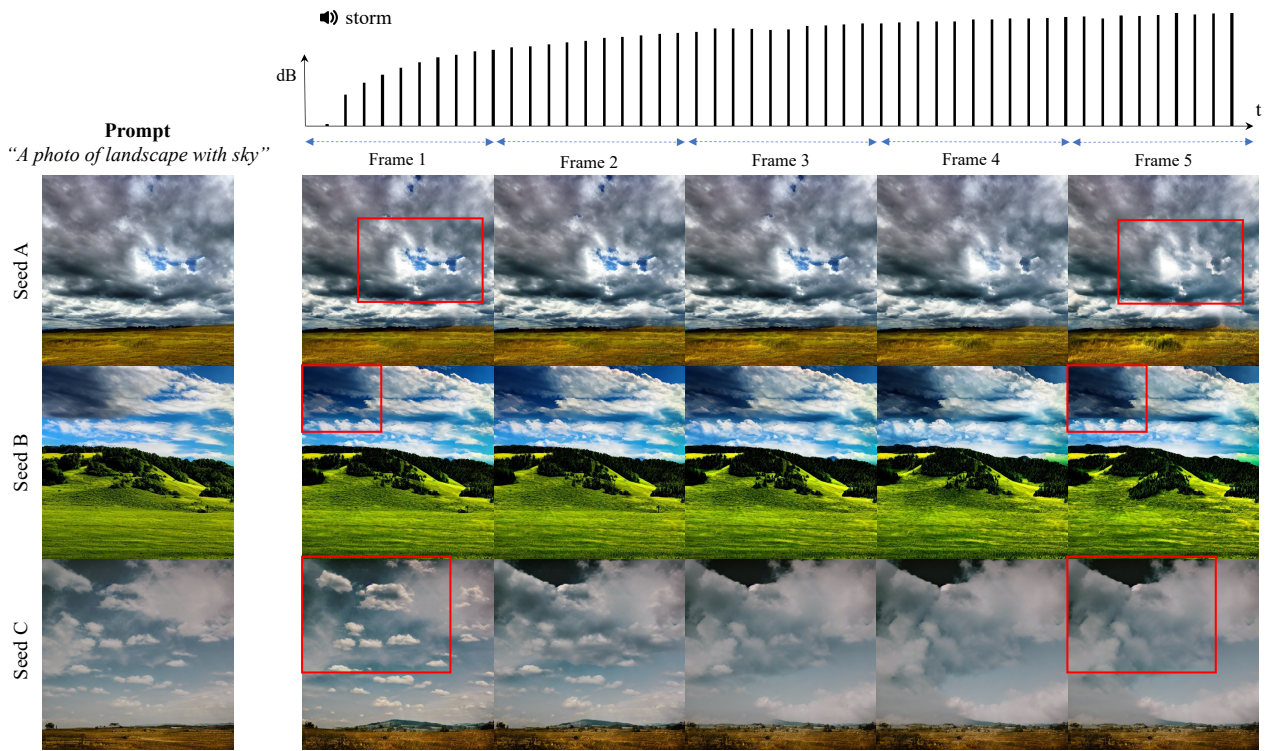 storm
dB
t
Prompt
“A photo of landscape with sky”
Frame 1
Frame 2
Frame 3
Frame 4
Frame 5
Seed A
Seed B
Seed C